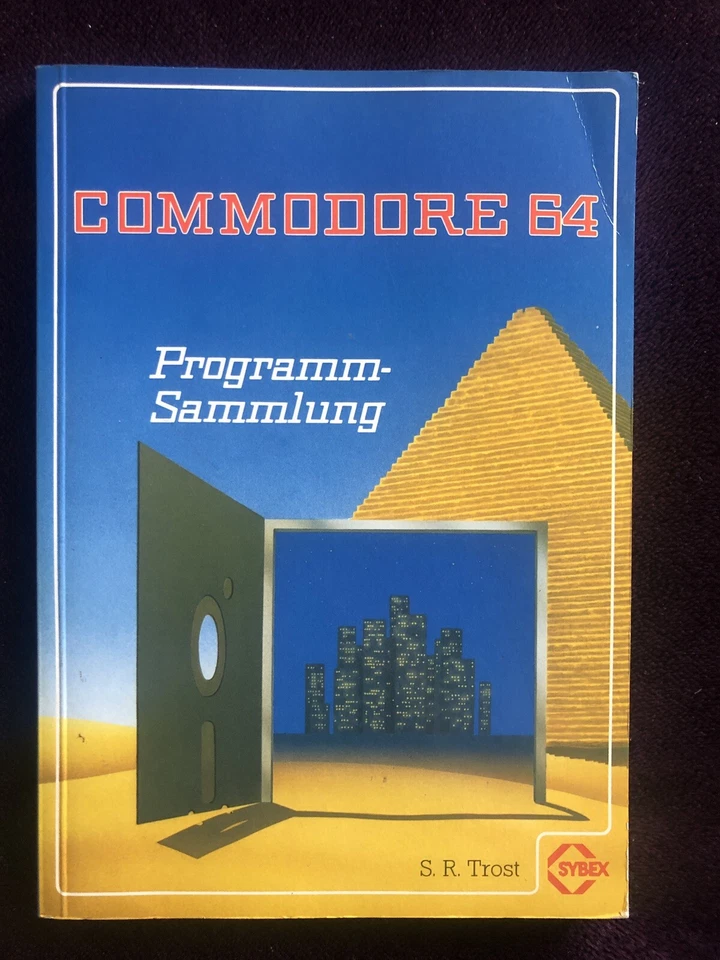 COMMODORE 64
Programm-
Sammlung
S. R. Trost
SYBEX